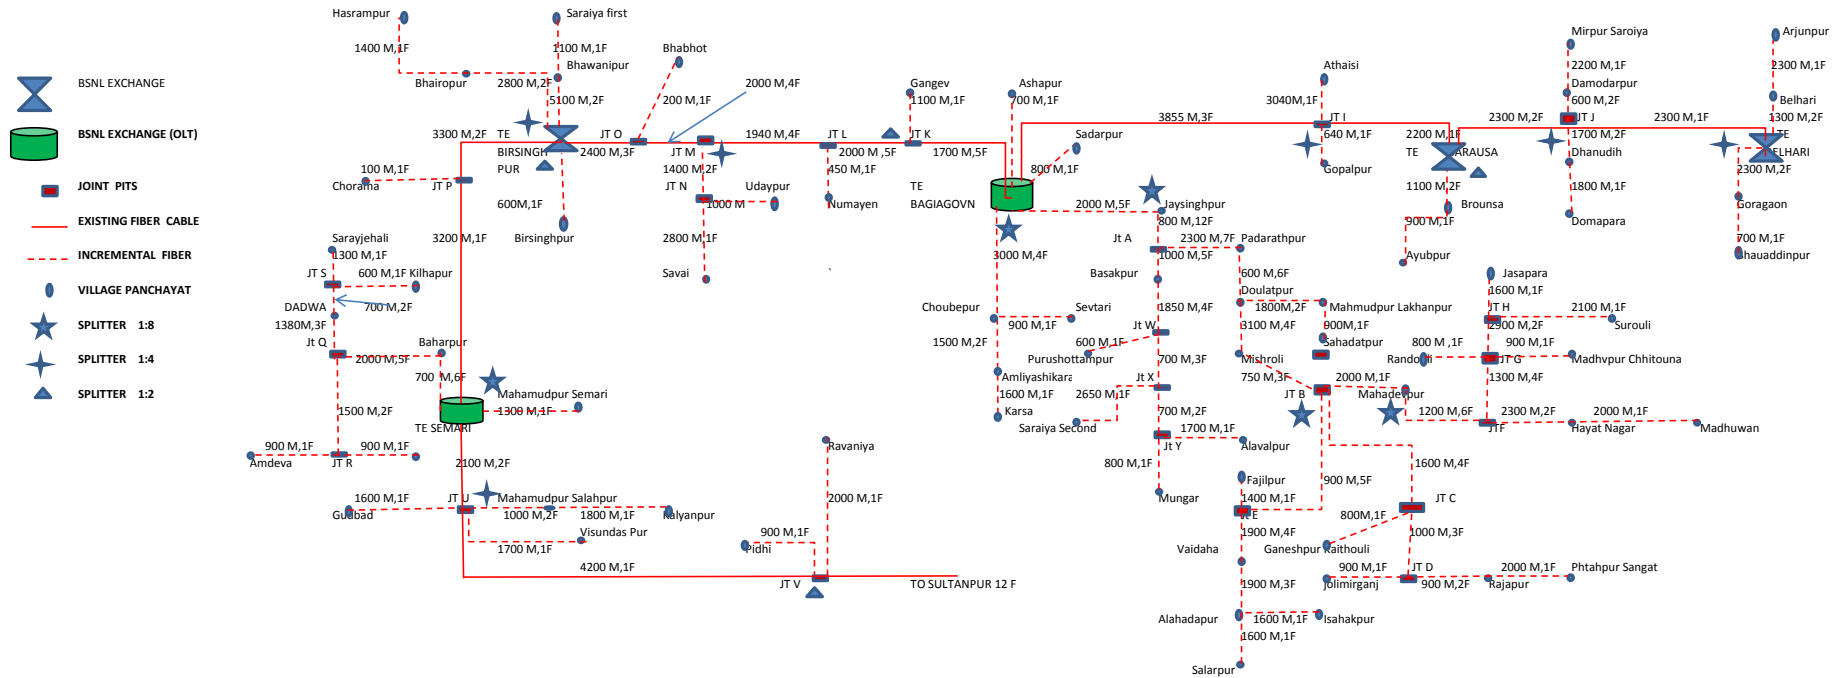 BSNL EXCHANGE
BSNL EXCHANGE (OLT)
JOINT PITS
EXISTING FIBER CABLE
INCREMENTAL FIBER
VILLAGE PANCHAYAT
SPLITTER 1:8
SPLITTER 1:4
SPLITTER 1:2
Hasrampur
Saraiya first
1400 M,1F
1100 M,1F
Bhabhot
Bhawanipur
Bhairopur
2800 M,2F
5100 M,2F
200 M,1F
2000 M,4F
Gangev
1100 M,1F
Ashapur
700 M,1F
3300 M,2F
TE
BIRSINGH
PUR
JT O
2400 M,3F
JT M
1940 M,4F
JT L
2000 M ,5F
JT K
1700 M,5F
Sadarpur
800 M,1F
3855 M,3F
Athaisi
3040M,1F
JT I
640 M,1F
Gopalpur
2200 M,1F
TE
ARAUSA
1100 M,2F
Brounsa
900 M,1F
Ayubpur
Mirpur Saroiya
2200 M,1F
Damodarpur
600 M,2F
2300 M,2F
JT J
1700 M,2F
Dhanudih
1800 M,1F
Domapara
Arjunpur
2300 M,1F
Belhari
1300 M,2F
2300 M,1F
TE
ELHARI
2300 M,2F
Goragaon
700 M,1F
Bhauaddinpur
100 M,1F
Chorama
JT P
600M,1F
Birsinghpur
1400 M,2F
JT N
Udaypur
1000 M
2800 M,1F
Savai
450 M,1F
Numayen
TE
BAGIAGOVN
2000 M,5F
Jaysinghpur
800 M,12F
3200 M,1F
Sarayjehali
1300 M,1F
JT S
600 M,1F Kilhapur
DADWA
700 M,2F
1380M,3F
Jt Q
2000 M,5F
Baharpur
700 M,6F
Mahamudpur Semari
1300 M,1F
TE SEMARI
1500 M,2F
900 M,1F
900 M,1F
Amdeva
JT R
2100 M,2F
1600 M,1F
JT U
Mahamudpur Salahpur
Gudbad
1000 M,2F
1800 M,1F
Kalyanpur
Visundas Pur
1700 M,1F
4200 M,1F
Ravaniya
2000 M,1F
900 M,1F
Pidhi
JT V
TO SULTANPUR 12 F
3000 M,4F
Choubepur
Sevtari
900 M,1F
1500 M,2F
Amliyashikara
1600 M,1F
Karsa
Jt A
2300 M,7F
Padarathpur
1000 M,5F
Basakpur
1850 M,4F
Jt W
600 M,1F
Purushottampur
700 M,3F
Jt X
2650 M,1F
Saraiya Second
700 M,2F
1700 M,1F
Jt Y
Alavalpur
800 M,1F
Mungar
600 M,6F
Doulatpur
1800M,2F
Mahmudpur Lakhanpur
3100 M,4F
900M,1F
Sahadatpur
Mishroli
750 M,3F
JT B
2000 M,1F
Mahadevpur
1200 M,6F
JTF
2300 M,2F
Hayat Nagar
2000 M,1F
Madhuwan
1300 M,4F
JT G
800 M ,1F
900 M,1F
Madhvpur Chhitouna
2900 M,2F
JT H
2100 M,1F
Surouli
Jasapara
1600 M,1F
1600 M,4F
900 M,5F
JT C
800M,1F
1000 M,3F
Ganeshpur Kaithouli
Fajilpur
1400 M,1F
Jt E
1900 M,4F
Vaidaha
1900 M,3F
Alahadapur
1600 M,1F
Isahakpur
1600 M,1F
Salarpur
900 M,1F
JT D
Jolimirganj
900 M,2F
Rajapur
2000 M,1F
Phtahpur Sangat